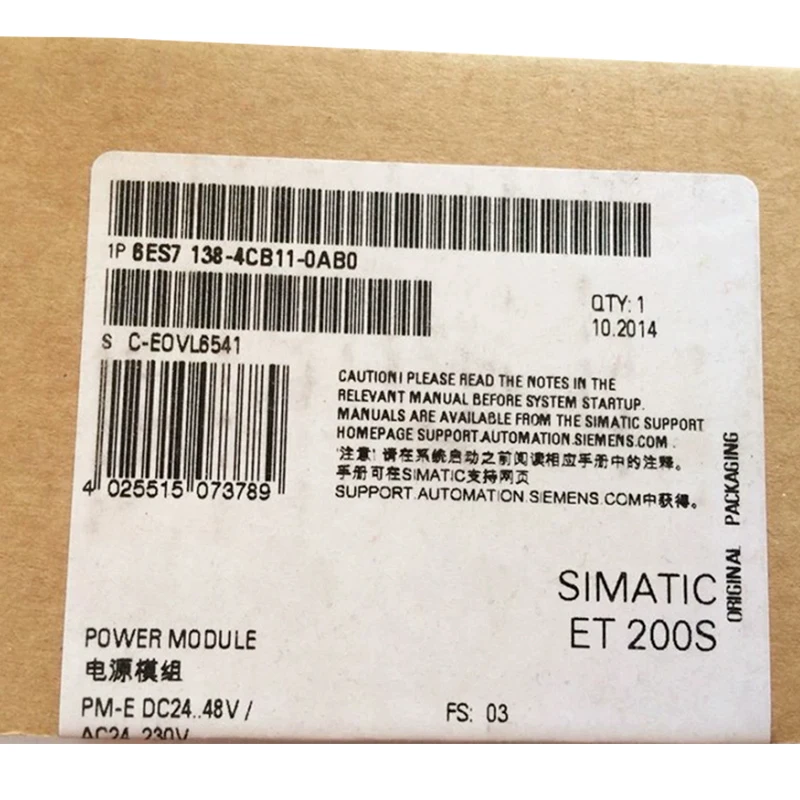 1P 6ES7 138-4CB11-0AB0
S C-EOVL6541
QTY: 1
10.2014
4 025515 073789
CAUTION! PLEASE READ THE NOTES IN THE
RELEVANT MANUAL BEFORE SYSTEM STARTUP.
MANUALS ARE AVAILABLE FROM THE SIMATIC SUPPORT
HOMEPAGE SUPPORT.AUTOMATION.SIEMENS.COM .
注意! 请在系统启动之前阅读相应手册中的注释。
手册可在SIMATIC支持网页
SUPPORT.AUTOMATION.SIEMENS.COM中获得。
ORIGINAL PACKAGING
SIMATIC
ET 200S
POWER MODULE
电源模组
PM-E DC24..48V /
FS: 03
AC24..230V